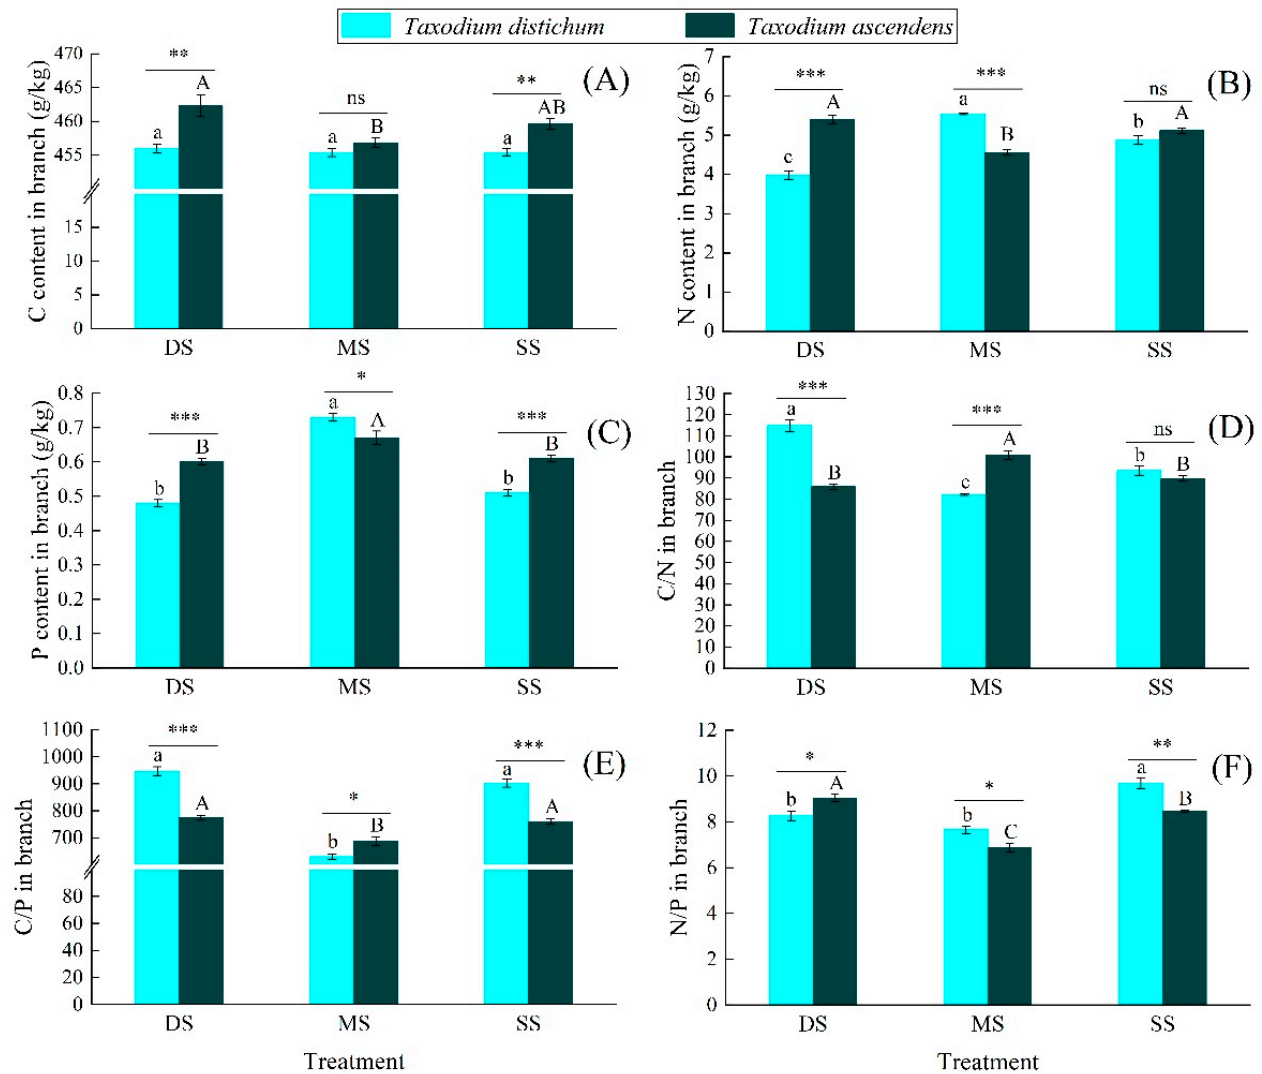 Taxodium distichum Taxodium ascendens
(A)
C content in branch (g/kg)
470
465
460
455
15
10
5
0
**
a A
ns
a B
**
a AB
DS MS SS
(B)
N content in branch (g/kg)
7
6
5
4
3
2
1
0
***
c A
***
a B
ns
b A
DS MS SS
(C)
P content in branch (g/kg)
0.8
0.7
0.6
0.5
0.4
0.3
0.2
0.1
0.0
***
b B
*
a A
***
b B
DS MS SS
(D)
C/N in branch
130
120
110
100
90
80
70
60
50
40
30
20
10
0
***
a B
***
c A
ns
b B
DS MS SS
(E)
C/P in branch
1100
1000
900
800
700
80
60
40
20
0
***
a A
*
b B
***
a A
DS MS SS
Treatment
(F)
N/P in branch
12
10
8
6
4
2
0
*
b A
*
b C
**
a B
DS MS SS
Treatment